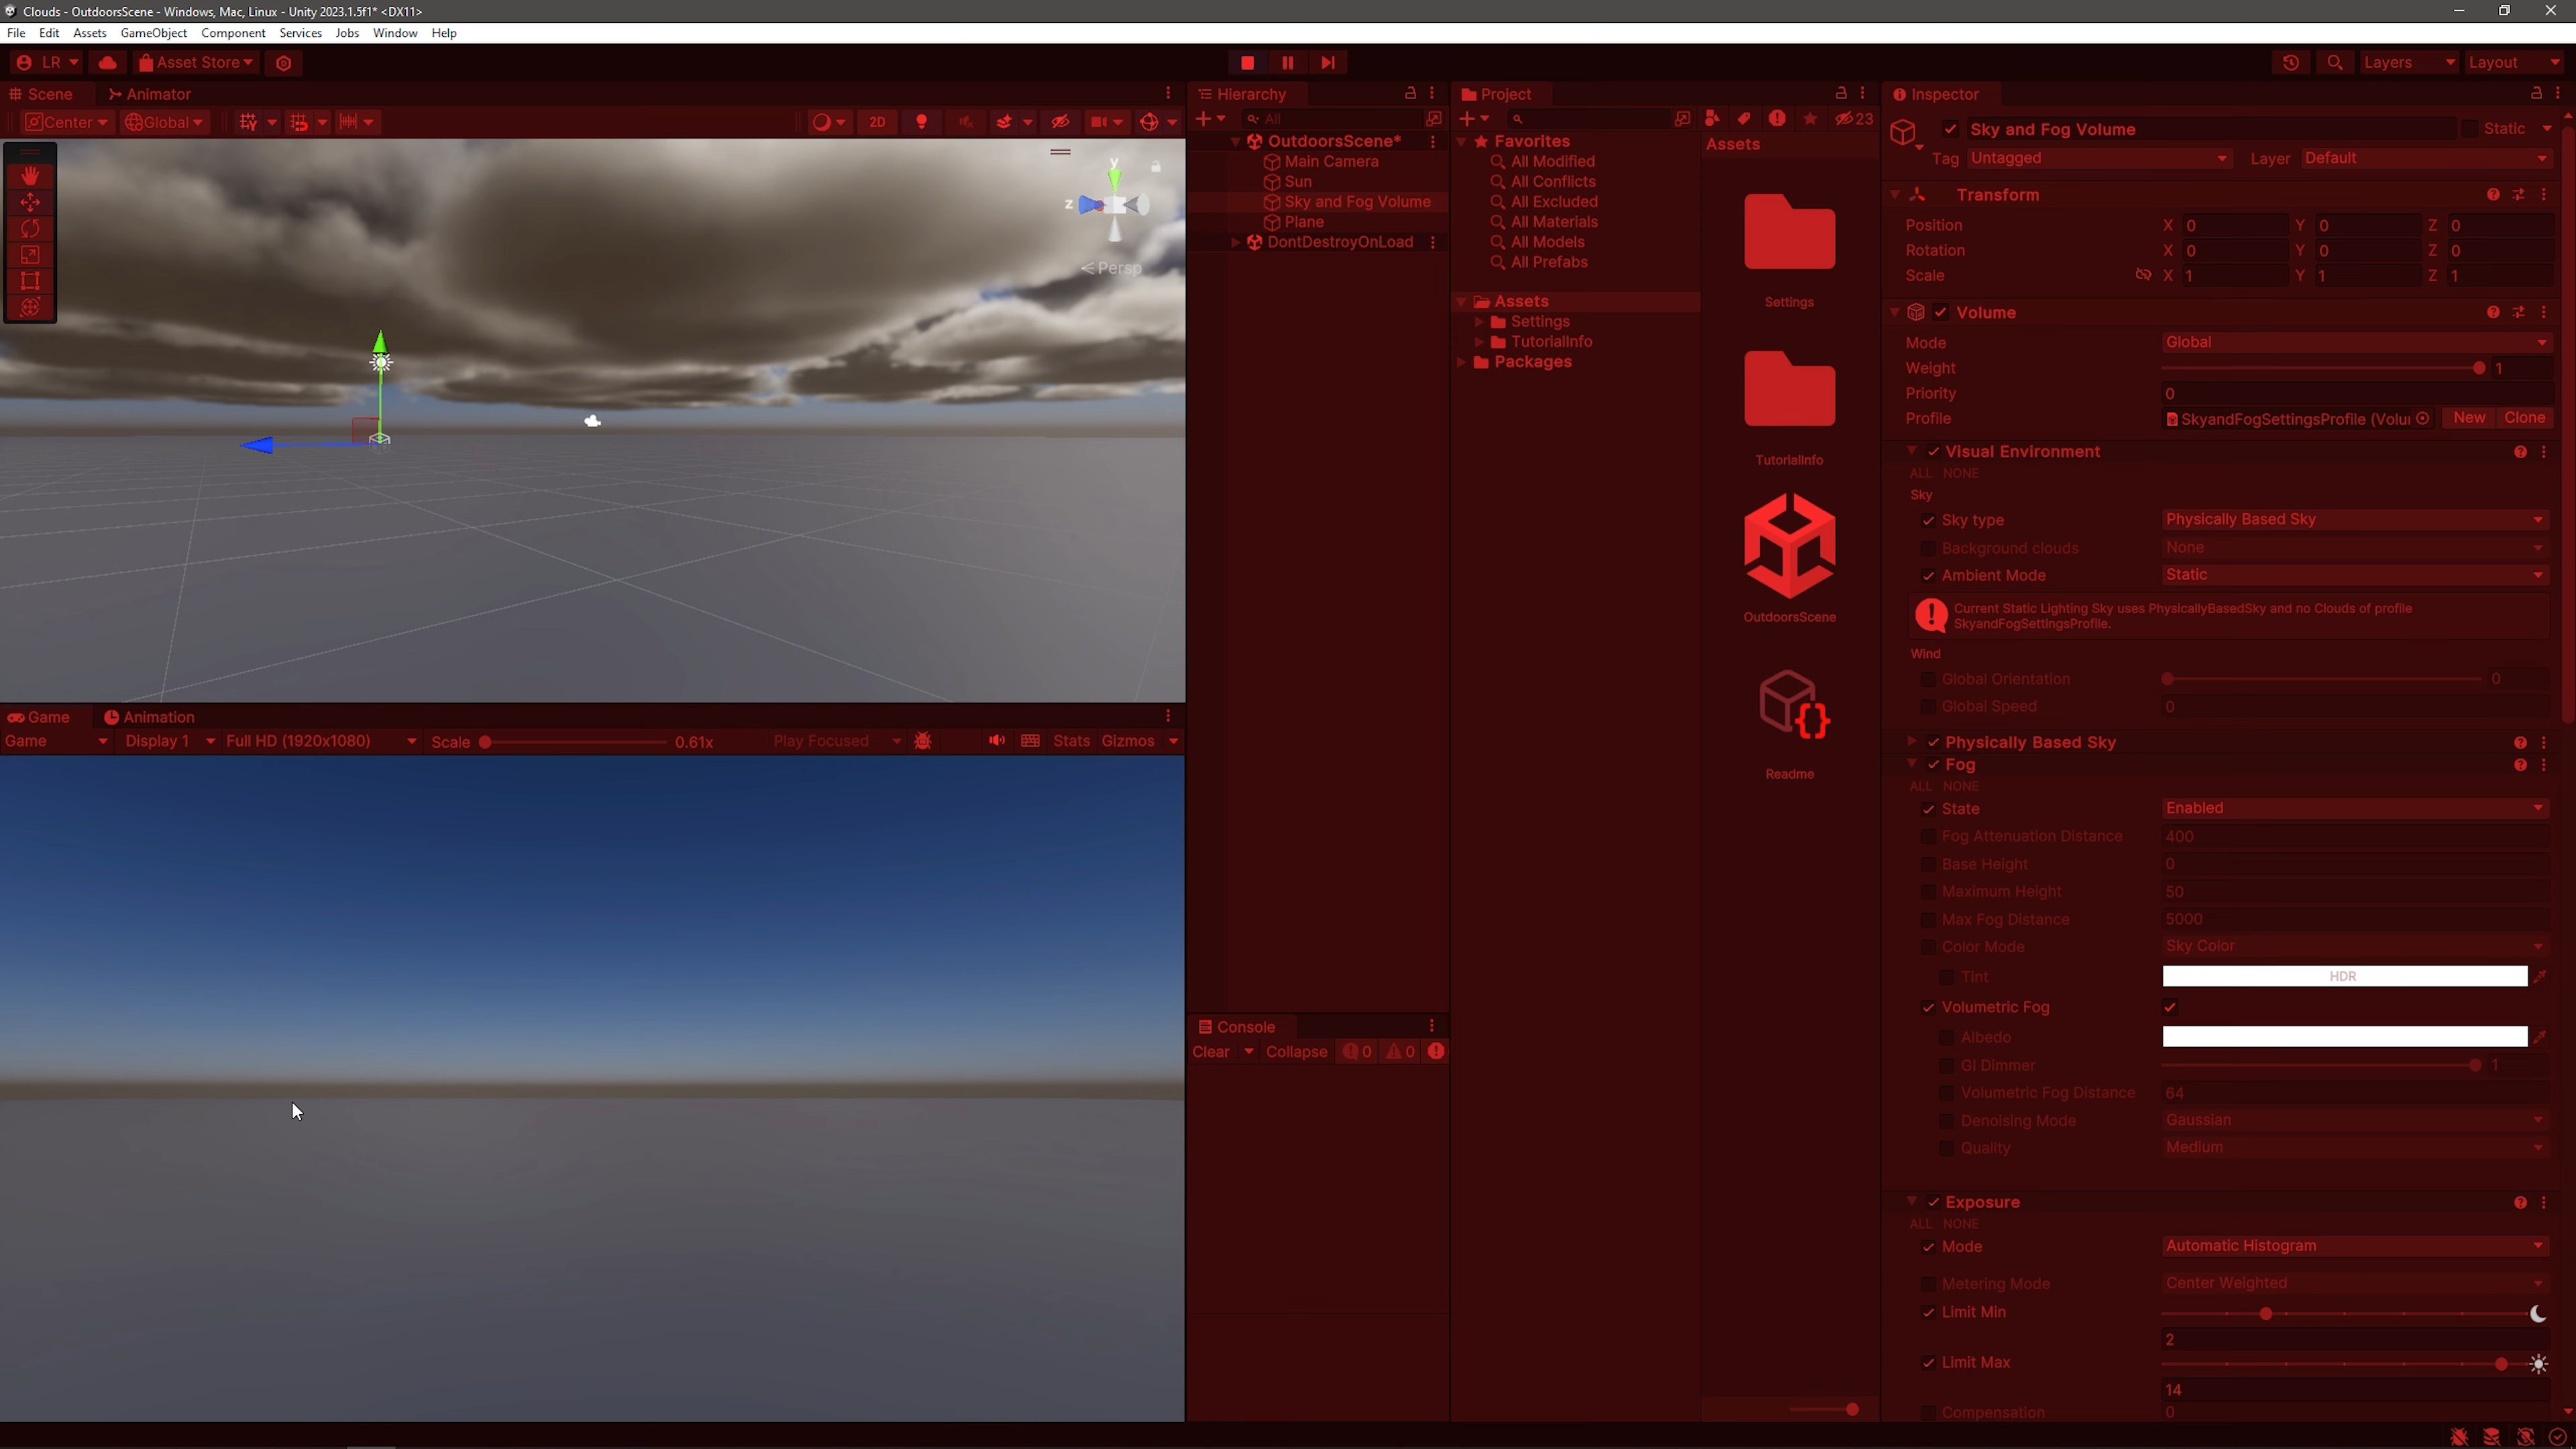 Clouds - OutdoorsScene - Windows, Mac, Linux - Unity 2023.1.5f1* <DX11>
File Edit Assets GameObject Component Services Jobs Window Help
LR Asset Store Layers Layout
Scene Animator
Center Global 2D
y
z
Persp
Game Animation
Game Display 1 Full HD (1920x1080) Scale 0.61x Play Focused Stats Gizmos
Hierarchy
All
OutdoorsScene*
Main Camera
Sun
Sky and Fog Volume
Plane
DontDestroyOnLoad
Console
Clear Collapse 0 0
Project
23
Favorites
All Modified
All Conflicts
All Excluded
All Materials
All Models
All Prefabs
Assets
Settings
TutorialInfo
Packages
Assets
Settings
TutorialInfo
OutdoorsScene
Readme
Inspector
Sky and Fog Volume Static
Tag Untagged Layer Default
Transform
Position X 0 Y 0 Z 0
Rotation X 0 Y 0 Z 0
Scale X 1 Y 1 Z 1
Volume
Mode Global
Weight 1
Priority 0
Profile SkyandFogSettingsProfile (Volu New Clone
Visual Environment
ALL NONE
Sky
Sky type Physically Based Sky
Background clouds None
Ambient Mode Static
Current Static Lighting Sky uses PhysicallyBasedSky and no Clouds of profile
SkyandFogSettingsProfile.
Wind
Global Orientation 0
Global Speed 0
Physically Based Sky
Fog
ALL NONE
State Enabled
Fog Attenuation Distance 400
Base Height 0
Maximum Height 50
Max Fog Distance 5000
Color Mode Sky Color
Tint HDR
Volumetric Fog
Albedo
GI Dimmer 1
Volumetric Fog Distance 64
Denoising Mode Gaussian
Quality Medium
Exposure
ALL NONE
Mode Automatic Histogram
Metering Mode Center Weighted
Limit Min
2
Limit Max
14
Compensation 0